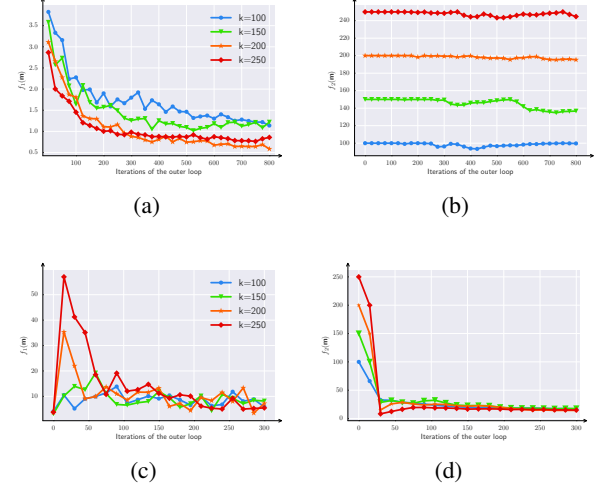 3.5
3.0
2.5
2.0
1.5
1.0
0.5
f₁(m)
k=100
k=150
k=200
k=250
100 200 300 400 500 600 700 800
Iterations of the outer loop
(a)
240
220
200
180
160
140
120
100
f₂(m)
0 100 200 300 400 500 600 700 800
Iterations of the outer loop
(b)
50
40
30
20
10
f₁(m)
k=100
k=150
k=200
k=250
0 50 100 150 200 250 300
Iterations of the outer loop
(c)
250
200
150
100
50
0
f₂(m)
0 50 100 150 200 250 300
Iterations of the outer loop
(d)